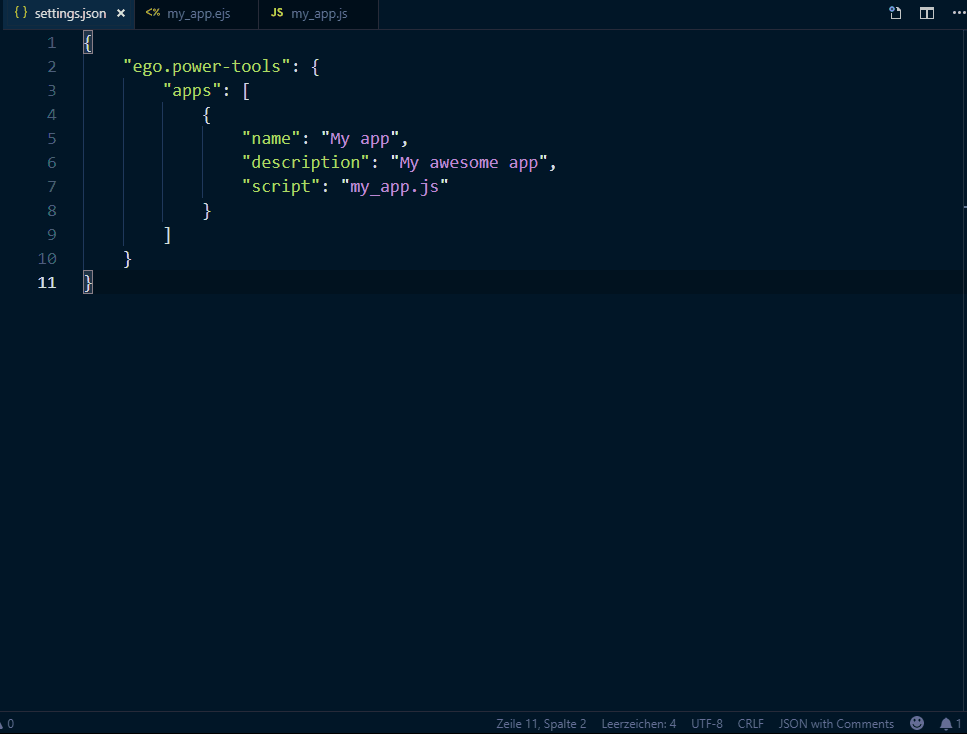 { } settings.json × <% my_app.ejs JS my_app.js
1 {
2 "ego.power-tools": {
3 "apps": [
4 {
5 "name": "My app",
6 "description": "My awesome app",
7 "script": "my_app.js"
8 }
9 ]
10 }
11 }
0 Zeile 11, Spalte 2 Leerzeichen: 4 UTF-8 CRLF JSON with Comments 1